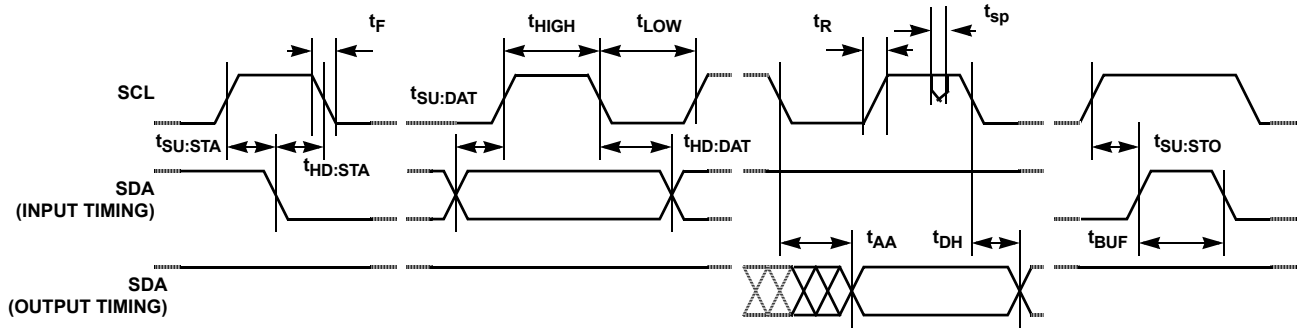 tF
tHIGH
tLOW
tR
tsp
SCL
tSU:DAT
tSU:STA
tHD:STA
tHD:DAT
tSU:STO
SDA
(INPUT TIMING)
tAA
tDH
tBUF
SDA
(OUTPUT TIMING)